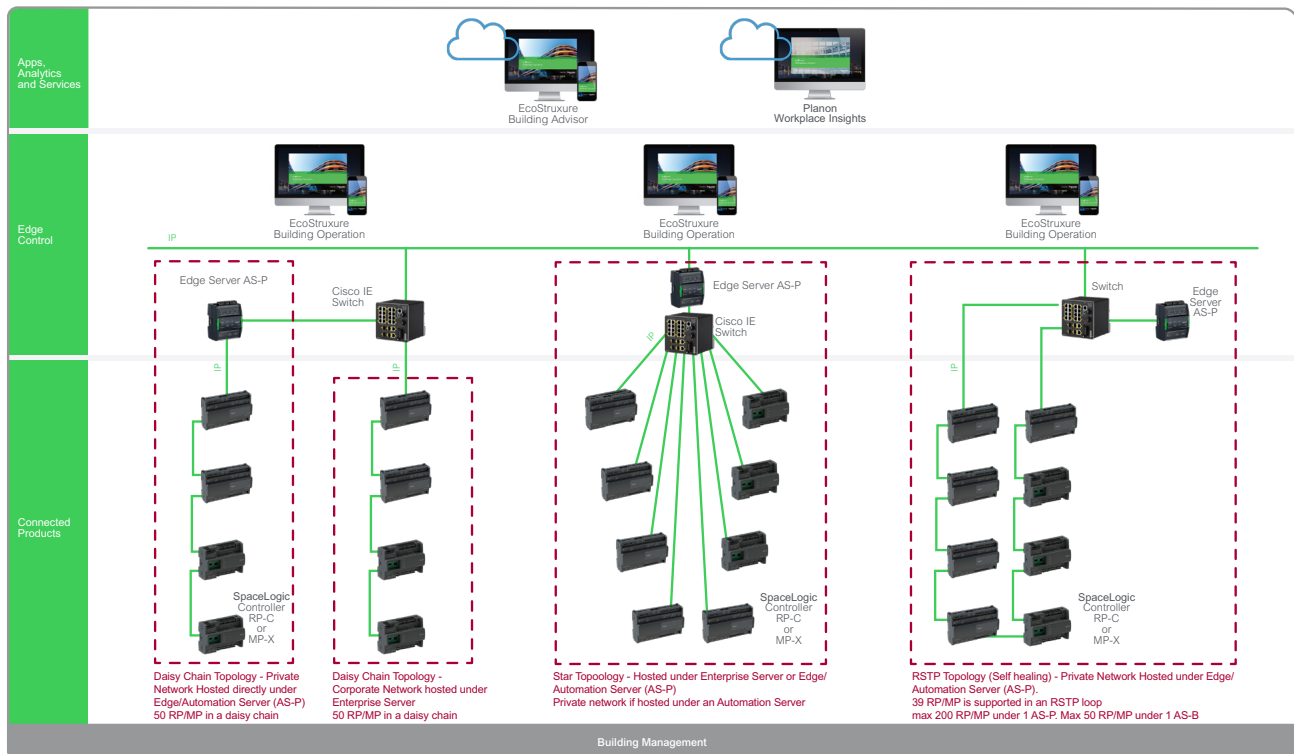 Apps,
Analytics
and Services
EcoStruxure
Building Advisor
Planon
Workplace Insights
Edge
Control
EcoStruxure
Building Operation
EcoStruxure
Building Operation
EcoStruxure
Building Operation
IP
Edge Server AS-P
Cisco IE
Switch
Edge Server AS-P
Cisco IE
Switch
Switch
Edge
Server
AS-P
IP
IP
IP
IP
Connected
Products
SpaceLogic
Controller
RP-C
or
MP-X
SpaceLogic
Controller
RP-C
or
MP-X
SpaceLogic
Controller
RP-C
or
MP-X
Daisy Chain Topology - Private
Network Hosted directly under
Edge/Automation Server (AS-P)
50 RP/MP in a daisy chain
Daisy Chain Topology -
Corporate Network hosted under
Enterprise Server
50 RP/MP in a daisy chain
Star Topoology - Hosted under Enterprise Server or Edge/
Automation Server (AS-P)
Private network if hosted under an Automation Server
RSTP Topology (Self healing) - Private Network Hosted under Edge/
Automation Server (AS-P).
39 RP/MP is supported in an RSTP loop
max 200 RP/MP under 1 AS-P. Max 50 RP/MP under 1 AS-B
Building Management